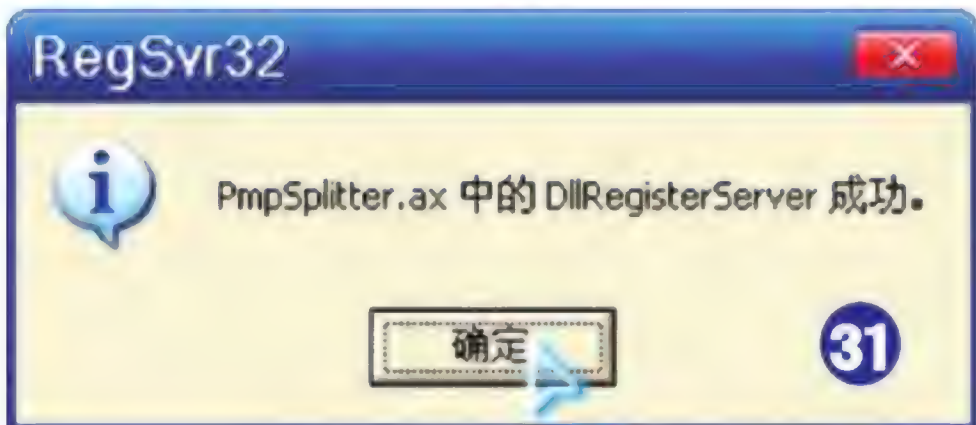 RegSvr32
PmpSplitter.ax 中的 DllRegisterServer 成功。
确定
31